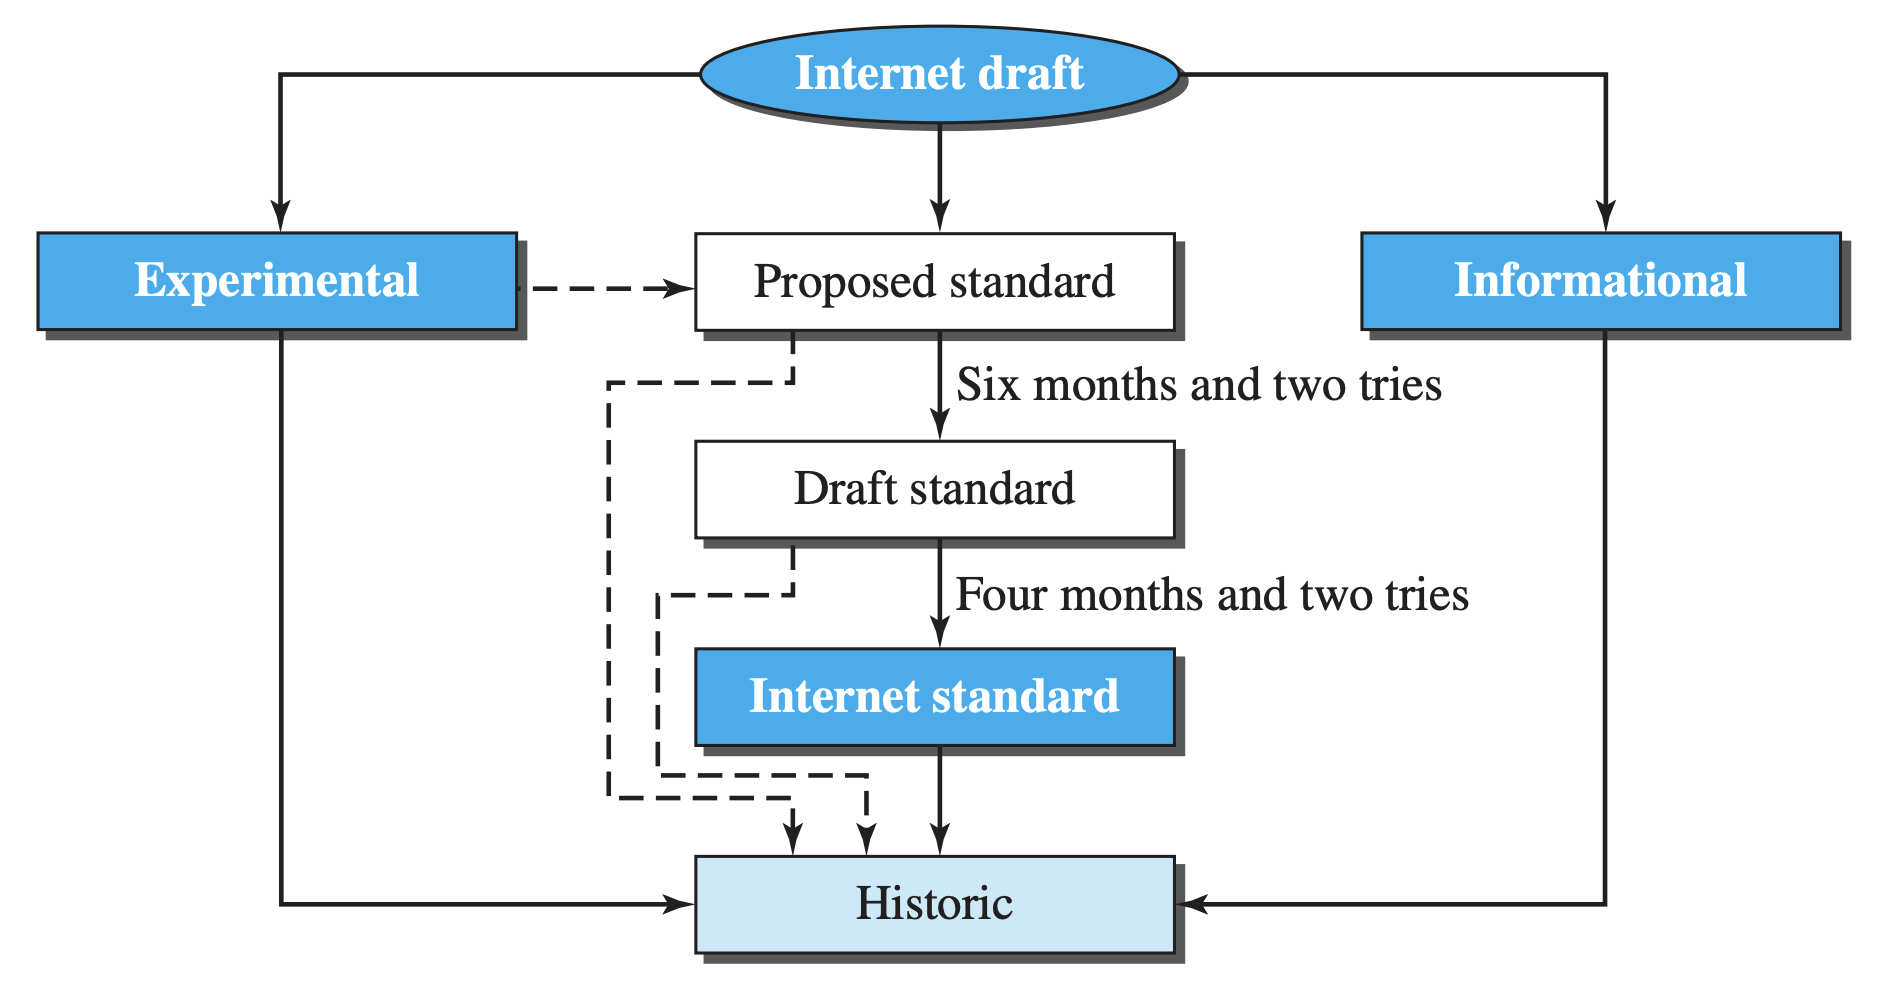 Internet draft
Experimental
Proposed standard
Informational
Six months and two tries
Draft standard
Four months and two tries
Internet standard
Historic